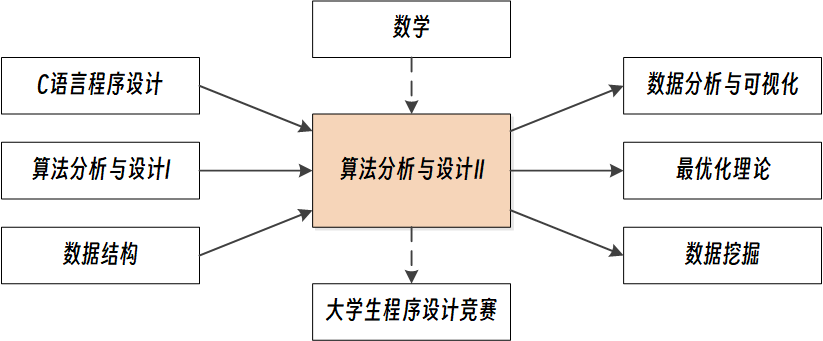 数学
C语言程序设计
数据分析与可视化
算法分析与设计I
算法分析与设计II
最优化理论
数据结构
数据挖掘
大学生程序设计竞赛